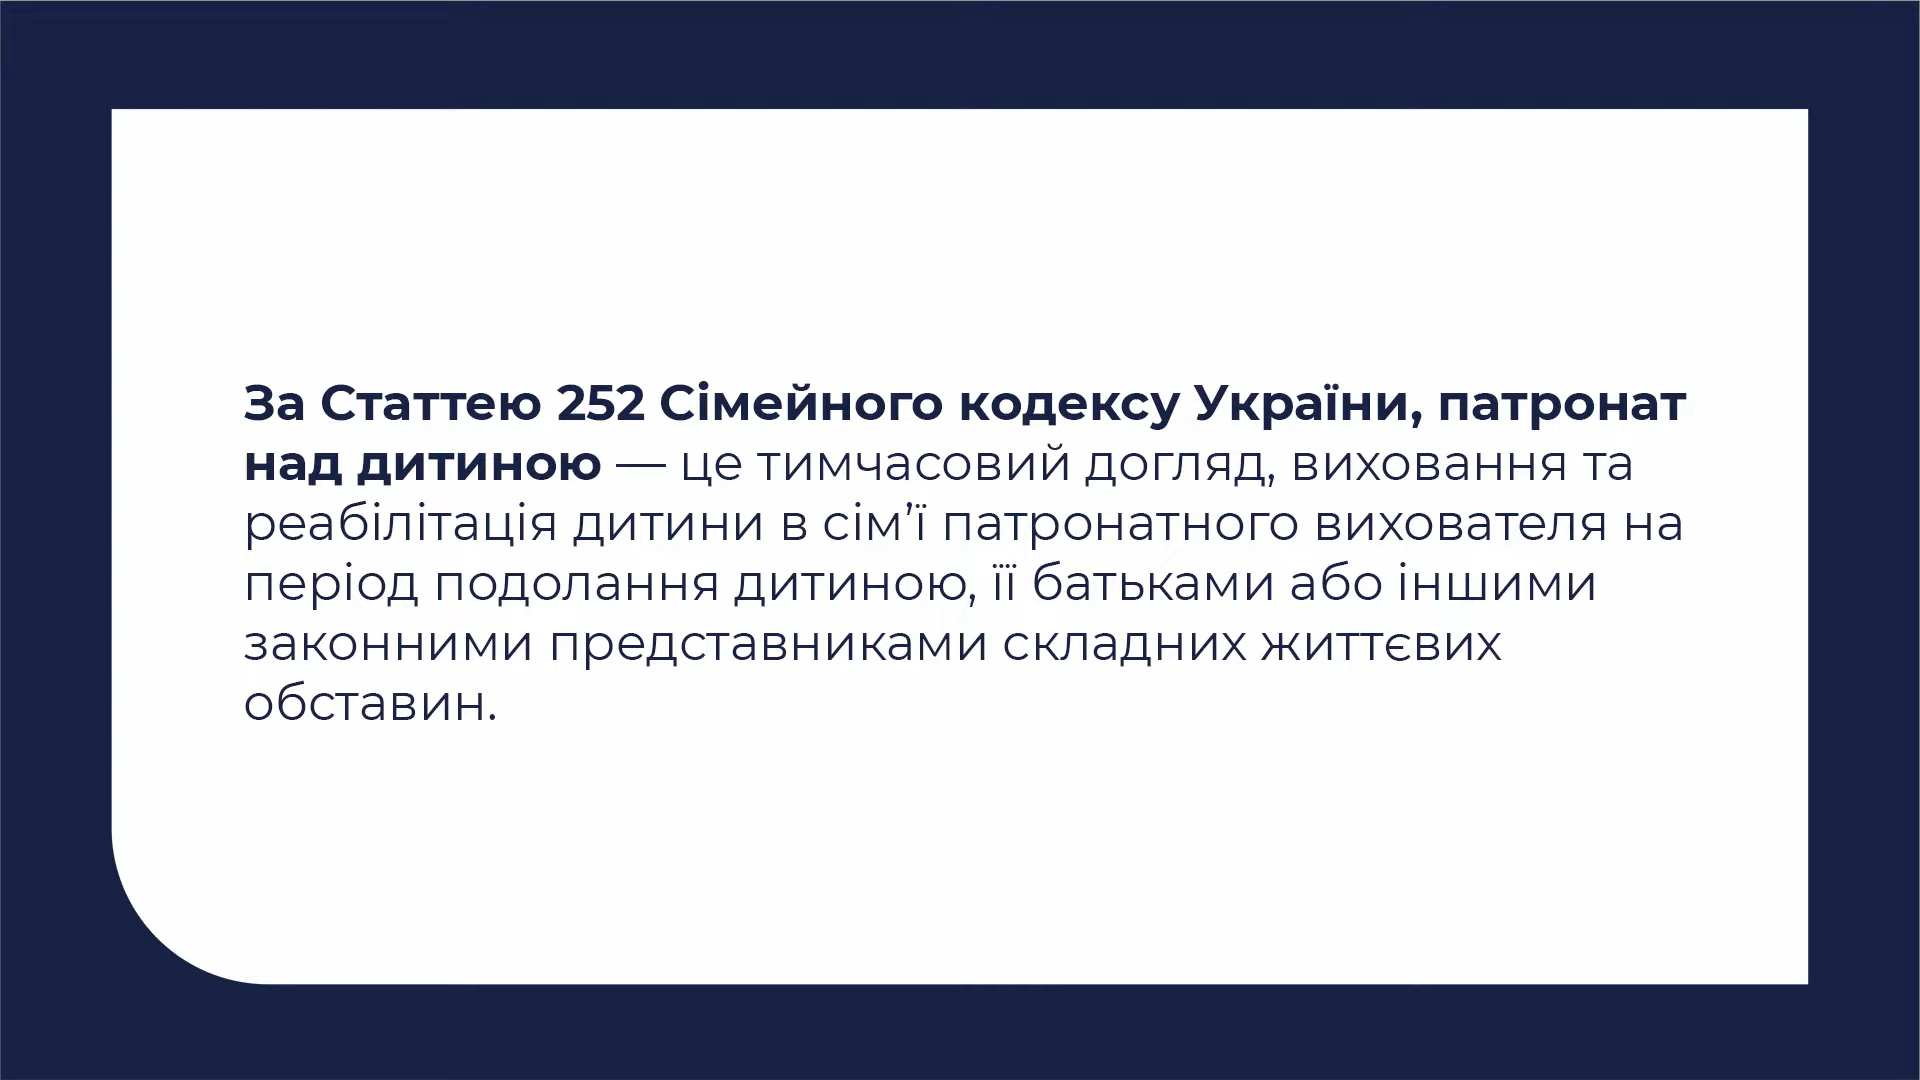 За Статтею 252 Сімейного кодексу України, патронат
над дитиною — це тимчасовий догляд, виховання та
реабілітація дитини в сім’ї патронатного вихователя на
період подолання дитиною, її батьками або іншими
законними представниками складних життєвих
обставин.